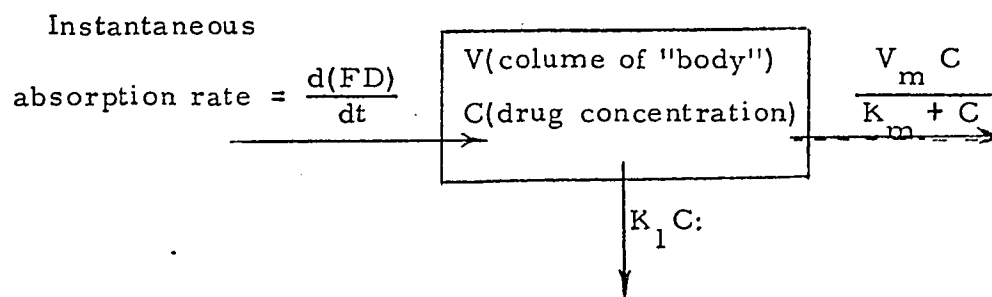 Instantaneous
absorption rate = d(FD)/dt
V(colume of "body")
C(drug concentration)
V_m C / K_m + C
K_1 C: